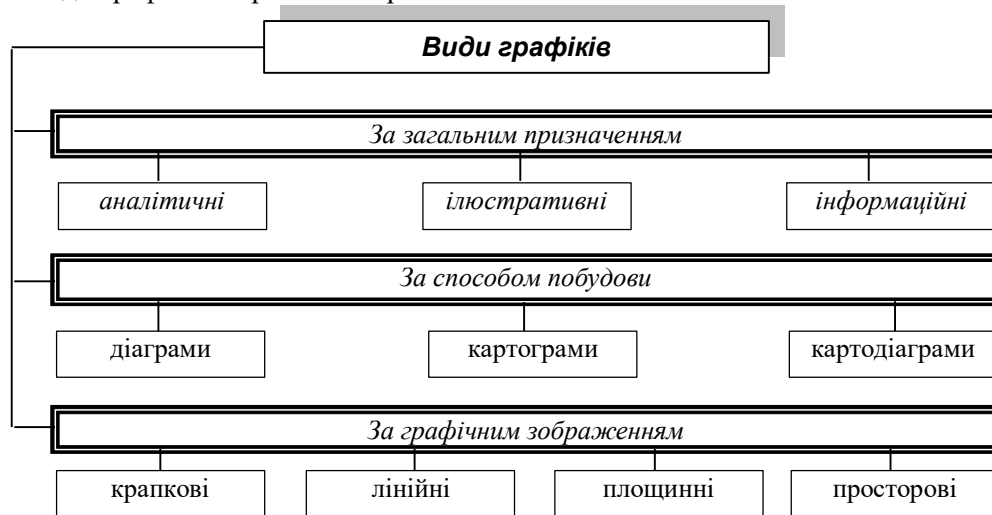 Види графіків
За загальним призначенням
аналітичні ілюстративні інформаційні
За способом побудови
діаграми картограми картодіаграми
За графічним зображенням
крапкові лінійні площинні просторові